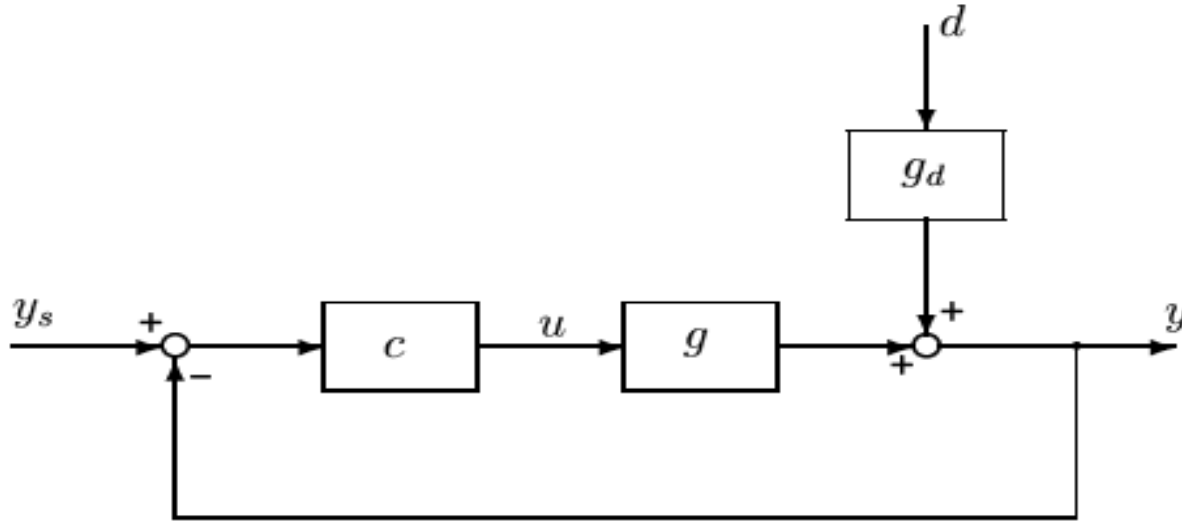 d
g_d
y_s + c u g + + y
−